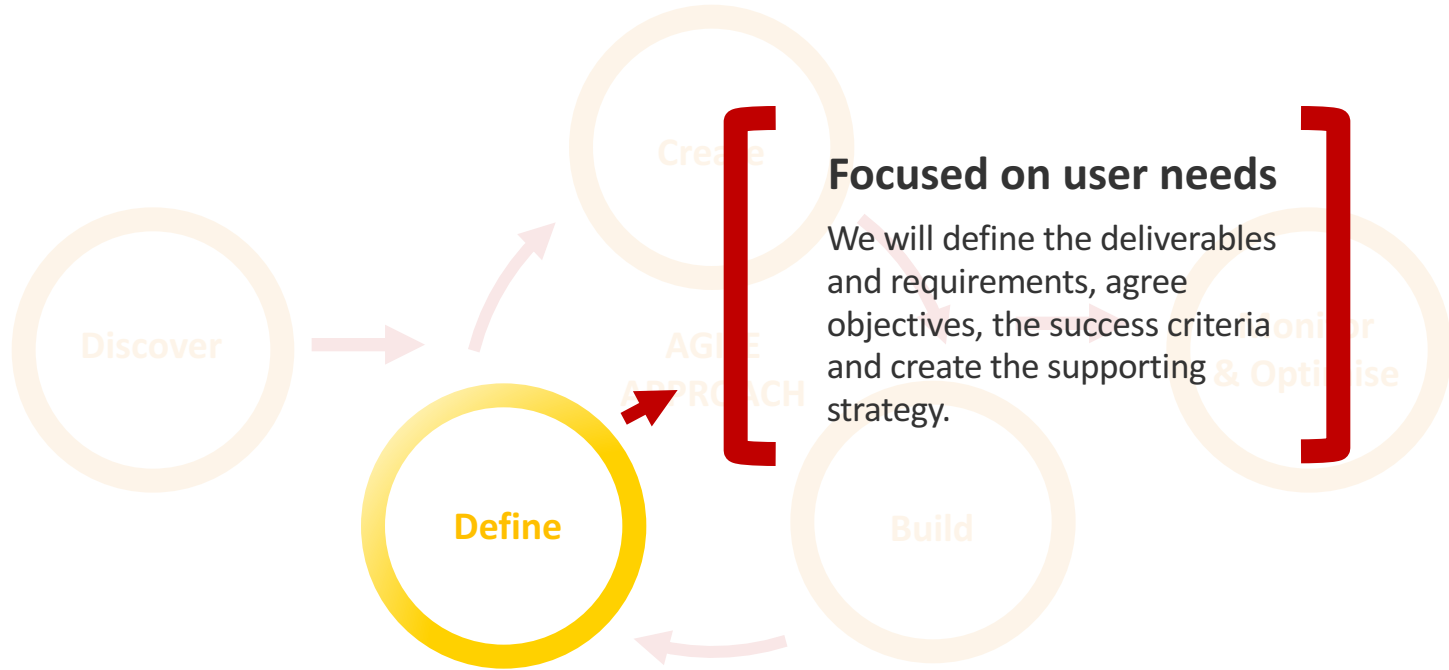 Create
Focused on user needs
We will define the deliverables
and requirements, agree
objectives, the success criteria
and create the supporting
strategy.
Discover
AGILE
APPROACH
Monitor
& Optimise
Define
Build